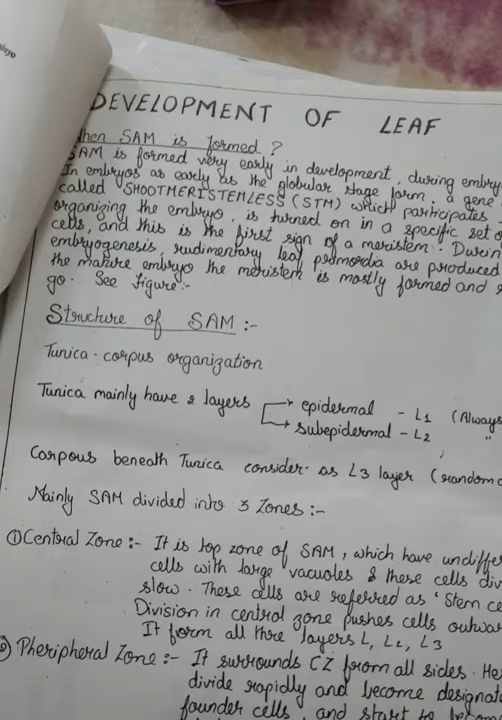 DEVELOPMENT OF LEAF
hen SAM is formed ?
SAM is formed very early in development, during embry
In embryos as early as the globular stage form, a gene
called SHOOTMERISTEMLESS (STM) which participates
organizing the embryo, is turned on in a specific set o
cells, and this is the first sign of a meristem. Durin
embryogenesis, rudimentary leaf primordia are produced
the mature embryo the meristem is mostly formed and
go. See Figure:-
Structure of SAM :-
Tunica-corpus organization
Tunica mainly have 2 layers → epidermal - L1 (Always
→ subepidermal - L2 "
Corpous beneath Tunica consider as L3 layer (random
Mainly SAM divided into 3 Zones :-
① Central Zone :- It is top zone of SAM, which have undiffe
cells with large vacuoles & these cells div
slow. These cells are referred as 'Stem ce
Division in central zone pushes cells outwa
It form all thre layers L, L2, L3
② Pheripheral Zone :- It surrounds CZ from all sides. He
divide rapidly and become designat
founder cells, and start to